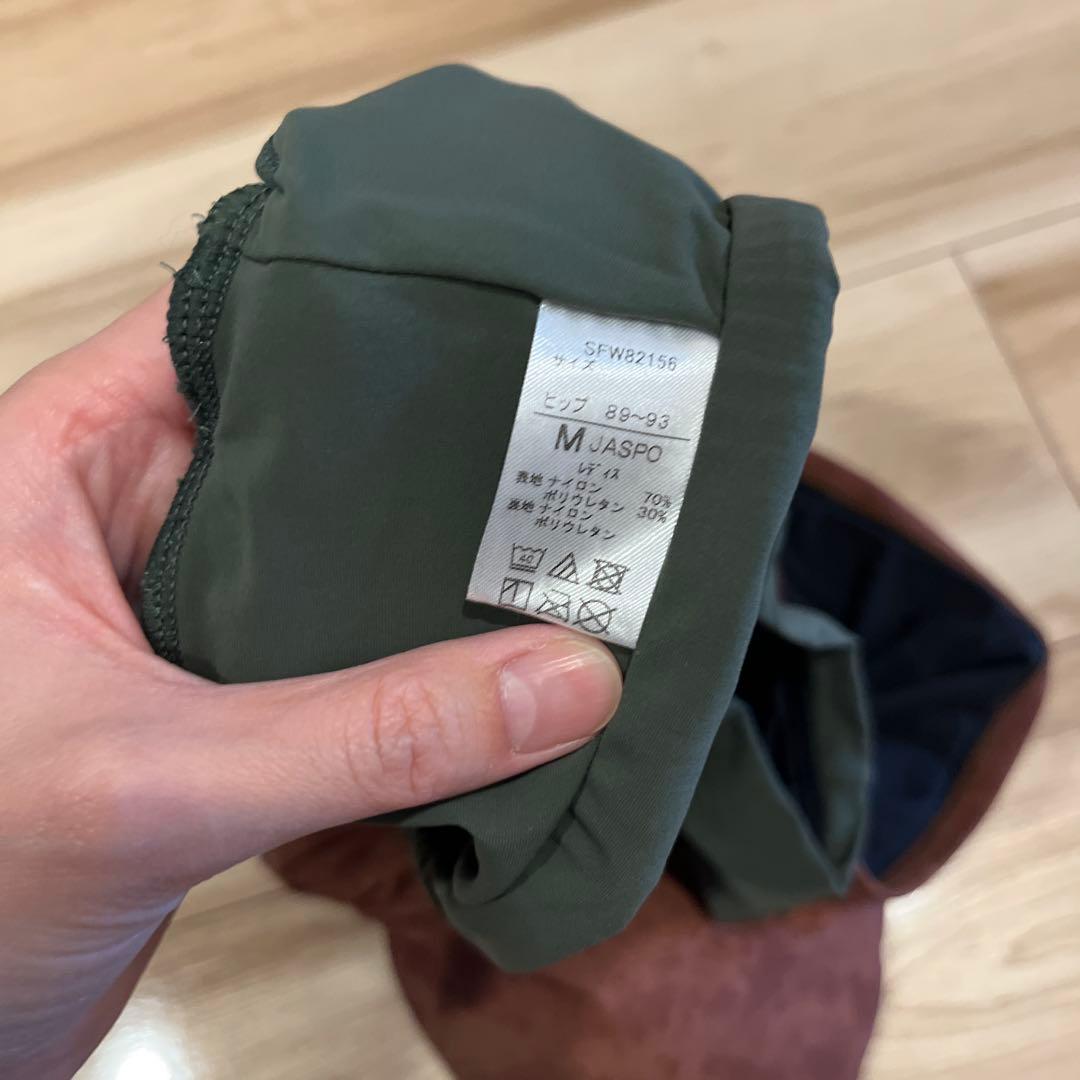 SFW82156
サイズ
ヒップ 89~93
M JASPO
レディス
表地 ナイロン 70%
ポリウレタン 30%
裏地 ナイロン
ポリウレタン
40